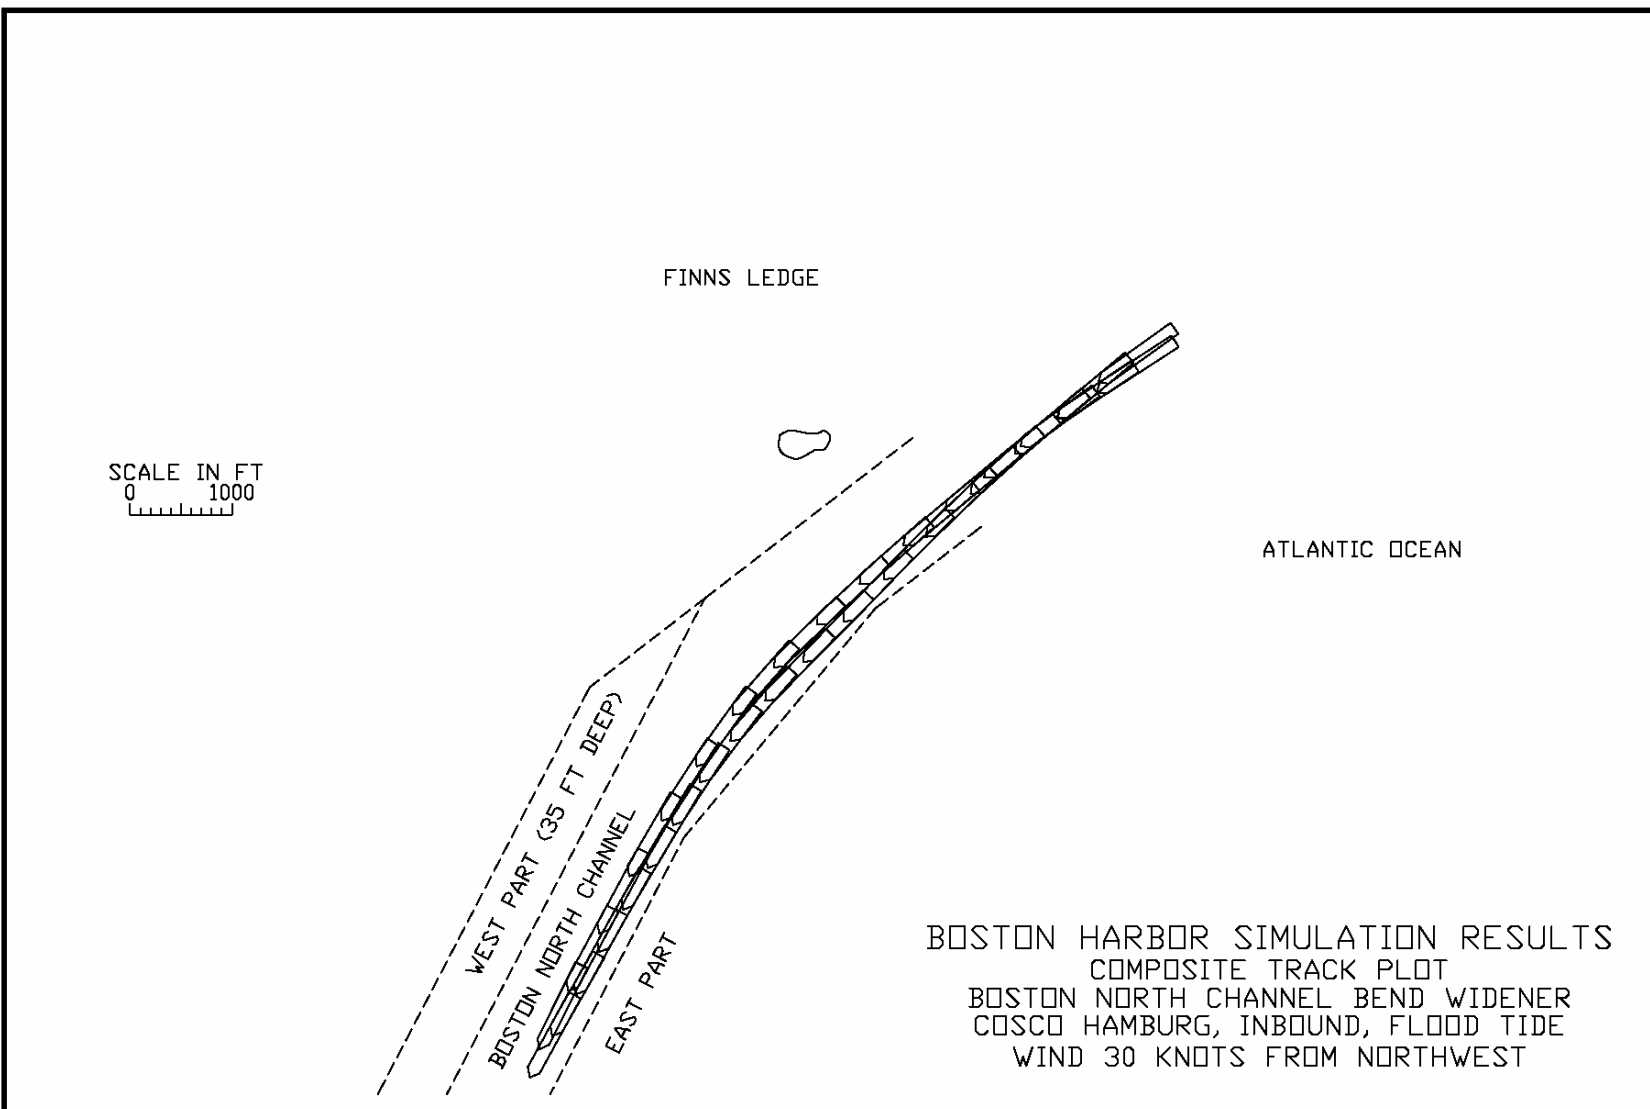 FINNS LEDGE
SCALE IN FT
0 1000
ATLANTIC OCEAN
WEST PART (35 FT DEEP)
BOSTON NORTH CHANNEL
EAST PART
BOSTON HARBOR SIMULATION RESULTS
COMPOSITE TRACK PLOT
BOSTON NORTH CHANNEL BEND WIDENER
COSCO HAMBURG, INBOUND, FLOOD TIDE
WIND 30 KNOTS FROM NORTHWEST